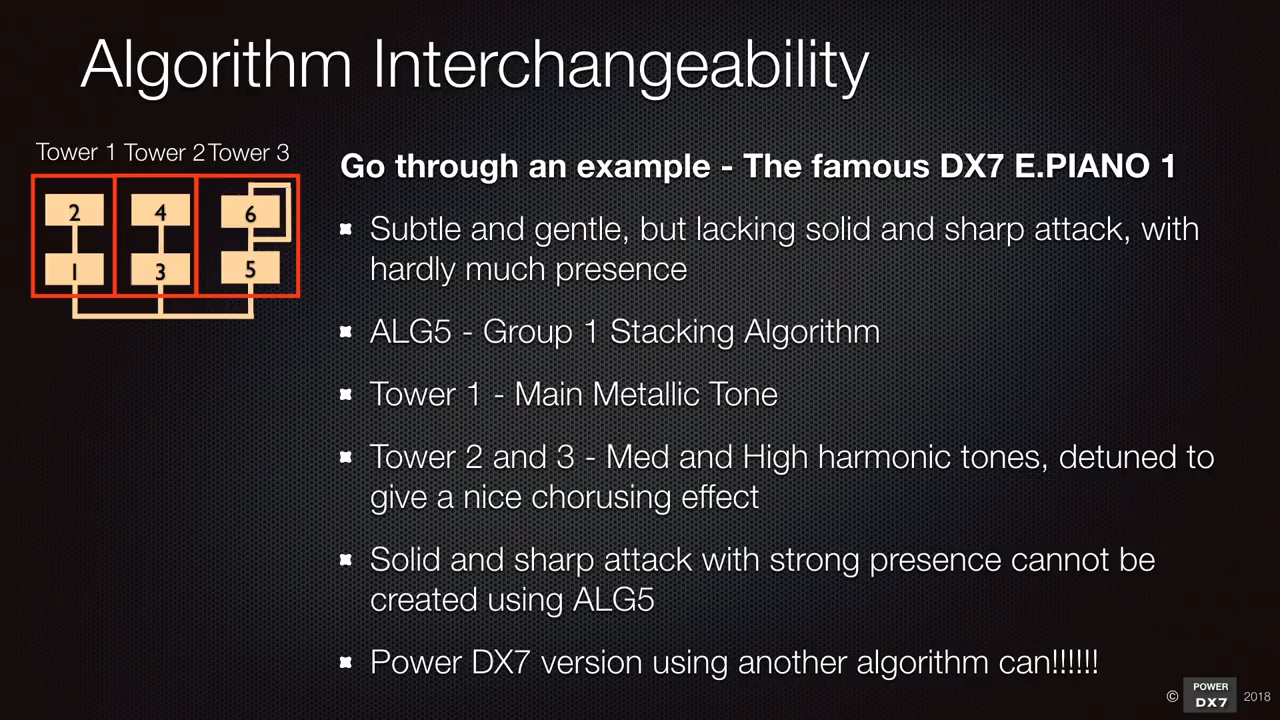 Algorithm Interchangeability
Tower 1 Tower 2 Tower 3
2 4 6
1 3 5
Go through an example - The famous DX7 E.PIANO 1
Subtle and gentle, but lacking solid and sharp attack, with
hardly much presence
ALG5 - Group 1 Stacking Algorithm
Tower 1 - Main Metallic Tone
Tower 2 and 3 - Med and High harmonic tones, detuned to
give a nice chorusing effect
Solid and sharp attack with strong presence cannot be
created using ALG5
Power DX7 version using another algorithm can!!!!!!
© POWER DX7 2018